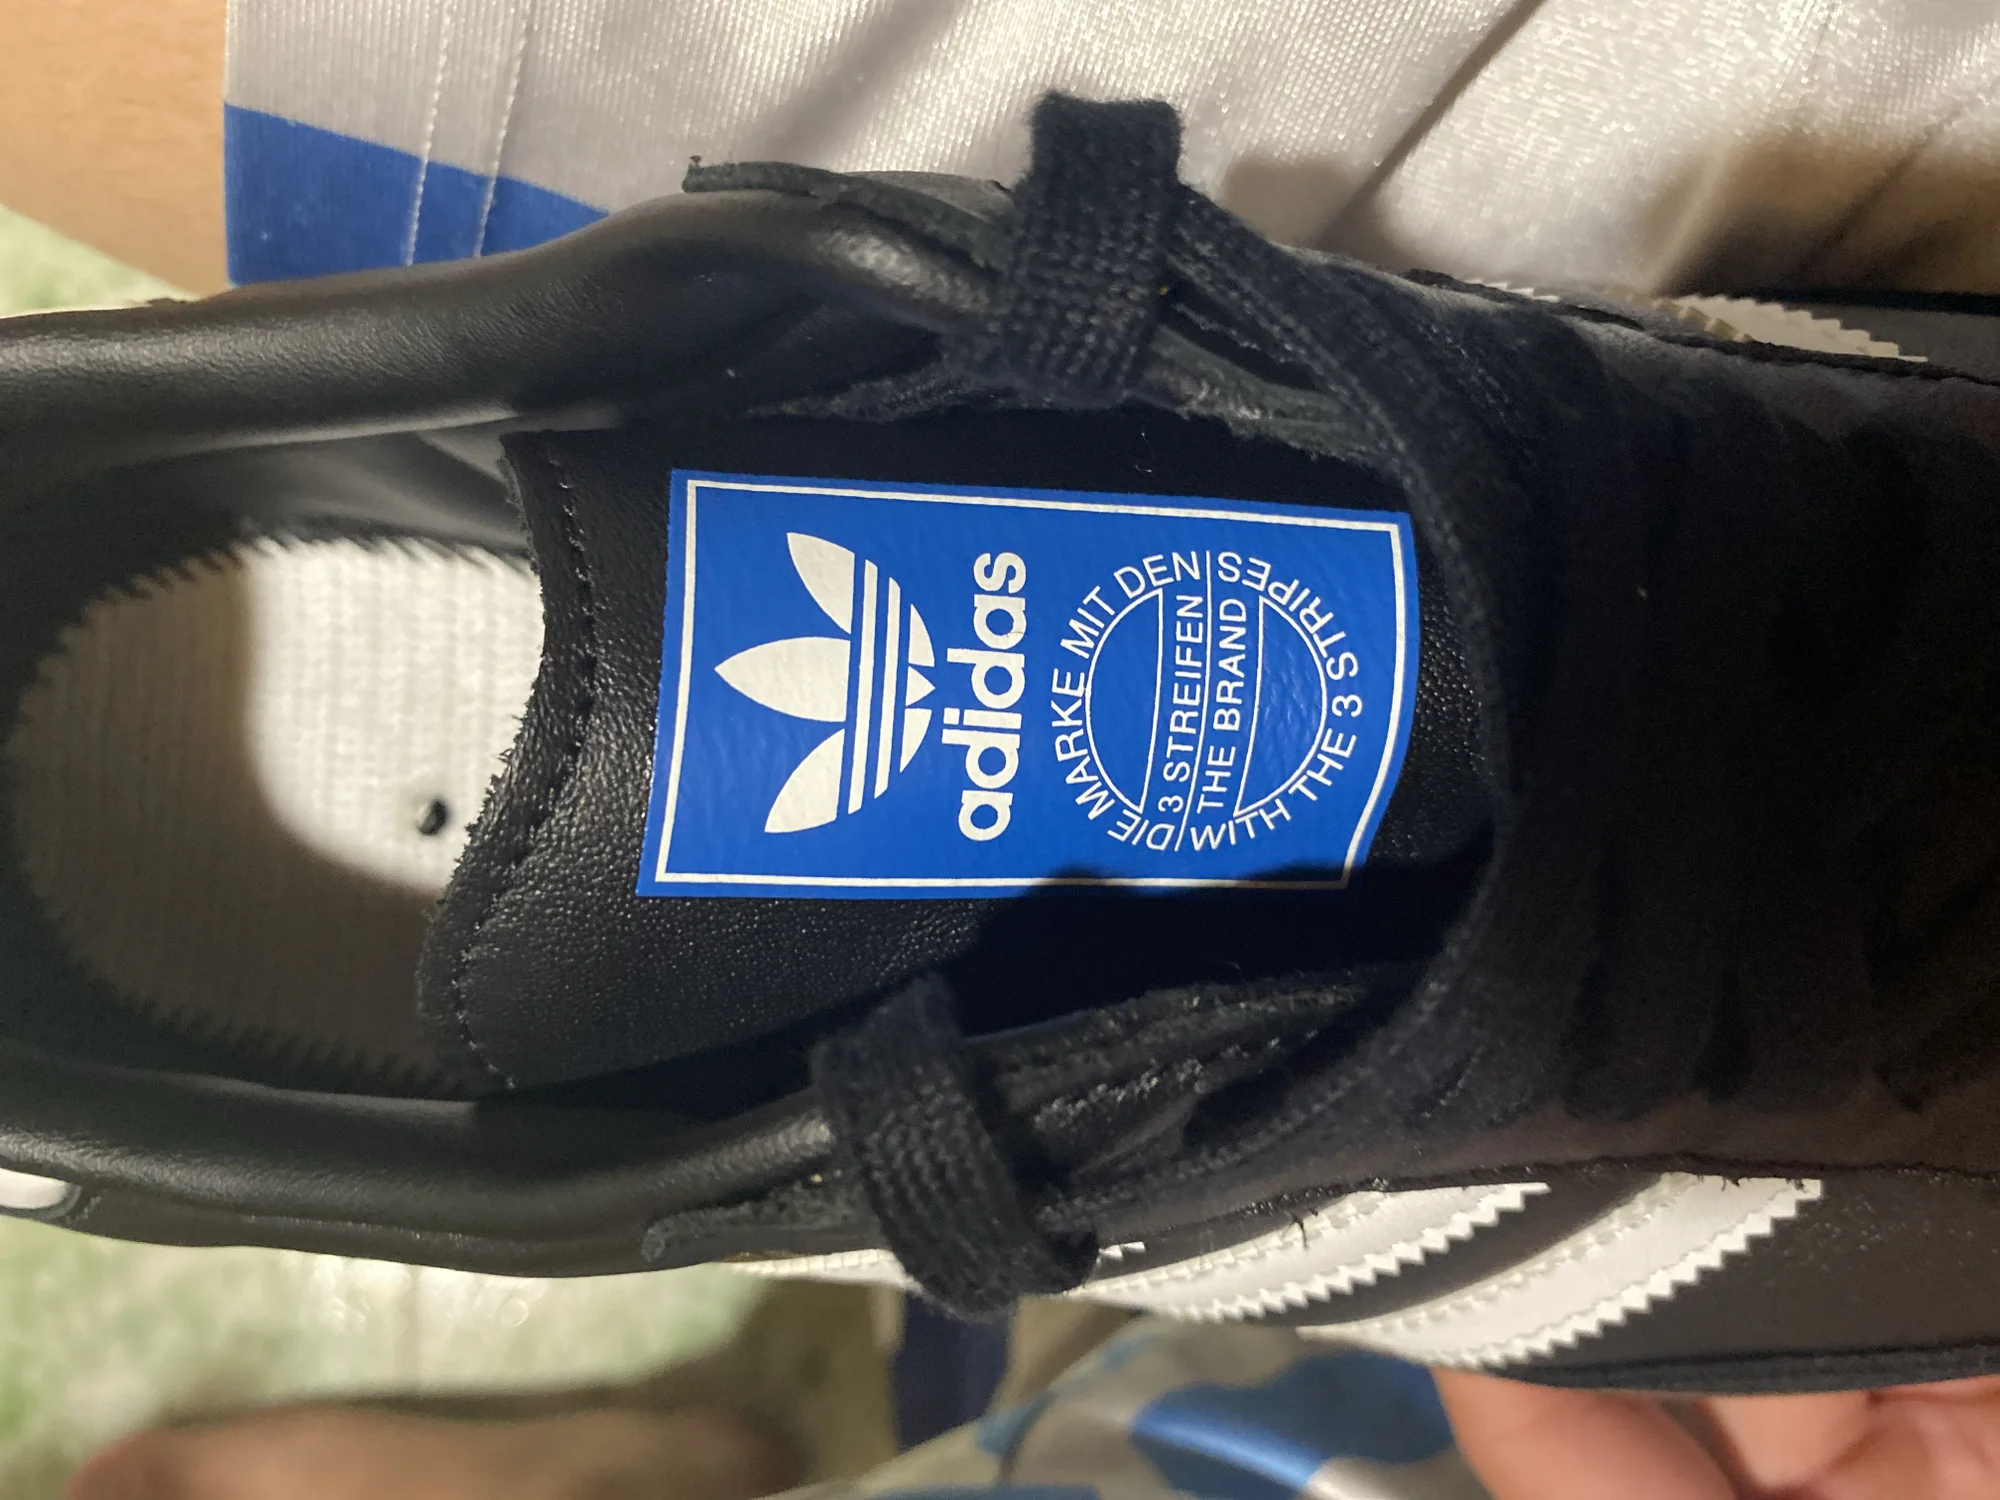 adidas
DIE MARKE MIT DEN
3 STREIFEN
THE BRAND
WITH THE 3 STRIPES